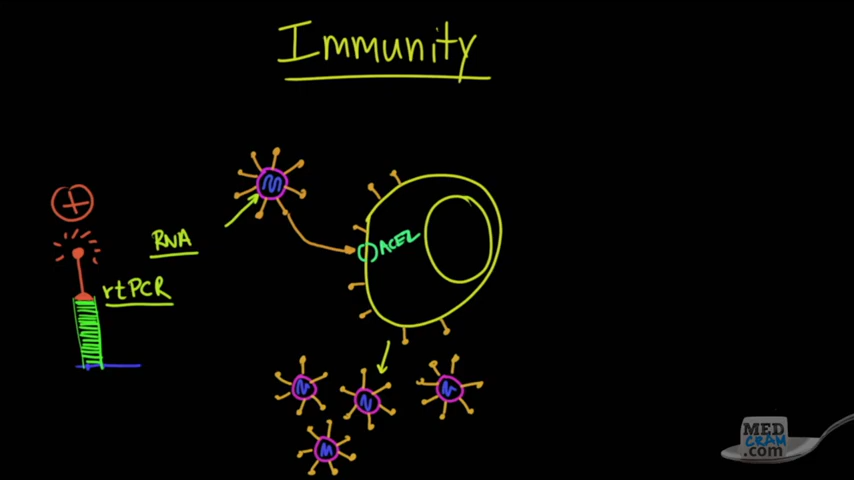 Immunity
RNA
ACE2
rtPCR
MED
CRAM
.com